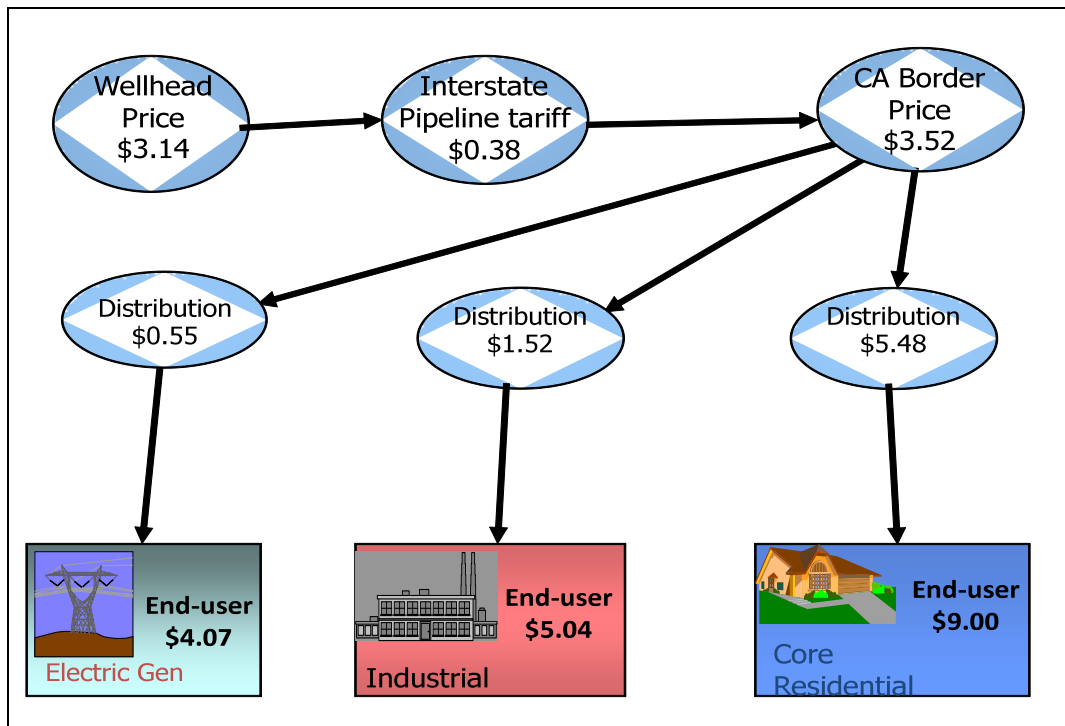 Wellhead
Price
$3.14
Interstate
Pipeline tariff
$0.38
CA Border
Price
$3.52
Distribution
$0.55
Distribution
$1.52
Distribution
$5.48
End-user
$4.07
Electric Gen
End-user
$5.04
Industrial
End-user
$9.00
Core
Residential